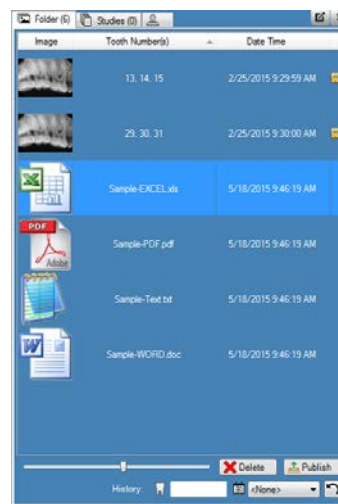 Folder (6) Studies (0)
Image Tooth Number(s) Date Time
13, 14, 15 2/25/2015 9:29:59 AM
29, 30, 31 2/25/2015 9:30:00 AM
Sample-EXCEL.xls 5/18/2015 9:46:19 AM
PDF
Adobe
Sample-PDF.pdf 5/18/2015 9:46:19 AM
Sample-Text.txt 5/18/2015 9:46:19 AM
W
Sample-WORD.doc 5/18/2015 9:46:19 AM
Delete Publish
History: <None>